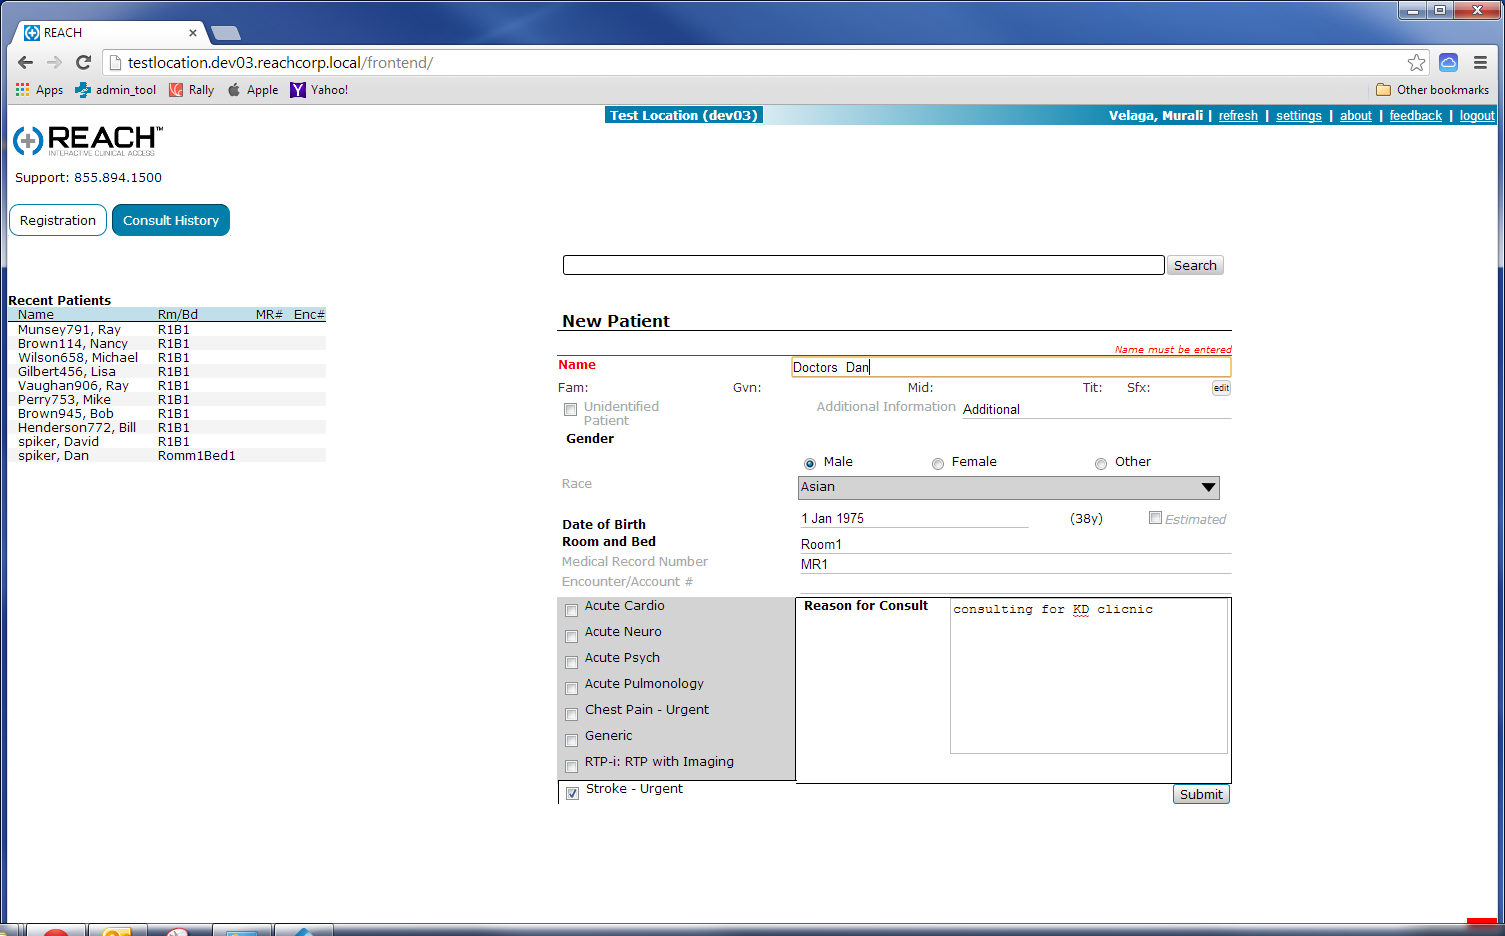 REACH
testlocation.dev03.reachcorp.local/frontend/
Apps admin_tool Rally Apple Yahoo! Other bookmarks
Test Location (dev03) Velaga, Murali | refresh | settings | about | feedback | logout
REACH™
INTERACTIVE CLINICAL ACCESS
Support: 855.894.1500
Registration Consult History
Search
Recent Patients
Name Rm/Bd MR# Enc#
Munsey791, Ray R1B1
Brown114, Nancy R1B1
Wilson658, Michael R1B1
Gilbert456, Lisa R1B1
Vaughan906, Ray R1B1
Perry753, Mike R1B1
Brown945, Bob R1B1
Henderson772, Bill R1B1
spiker, David R1B1
spiker, Dan Romm1Bed1
New Patient
Name must be entered
Name Doctors  Dan
Fam: Gvn: Mid: Tit: Sfx: edit
Unidentified Patient Additional Information Additional
Gender
Male Female Other
Race Asian
Date of Birth 1 Jan 1975 (38y) Estimated
Room and Bed Room1
Medical Record Number MR1
Encounter/Account #
Acute Cardio
Acute Neuro
Acute Psych
Acute Pulmonology
Chest Pain - Urgent
Generic
RTP-i: RTP with Imaging
Stroke - Urgent
Reason for Consult consulting for KD clicnic
Submit